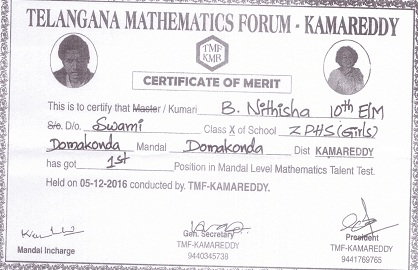 TELANGANA MATHEMATICS FORUM - KAMAREDDY
TMF
KMR
CERTIFICATE OF MERIT
This is to certify that Master / Kumari B. Nithisha 10th E/M
S/o. D/o. Swami Class X of School ZPHS (Girls)
Domakonda Mandal Domakonda Dist KAMAREDDY
has got 1st Position in Mandal Level Mathematics Talent Test.
Held on 05-12-2016 conducted by. TMF-KAMAREDDY.
Mandal Incharge
Gen. Secretary
TMF-KAMAREDDY
9440345738
President
TMF-KAMAREDDY
9441769765